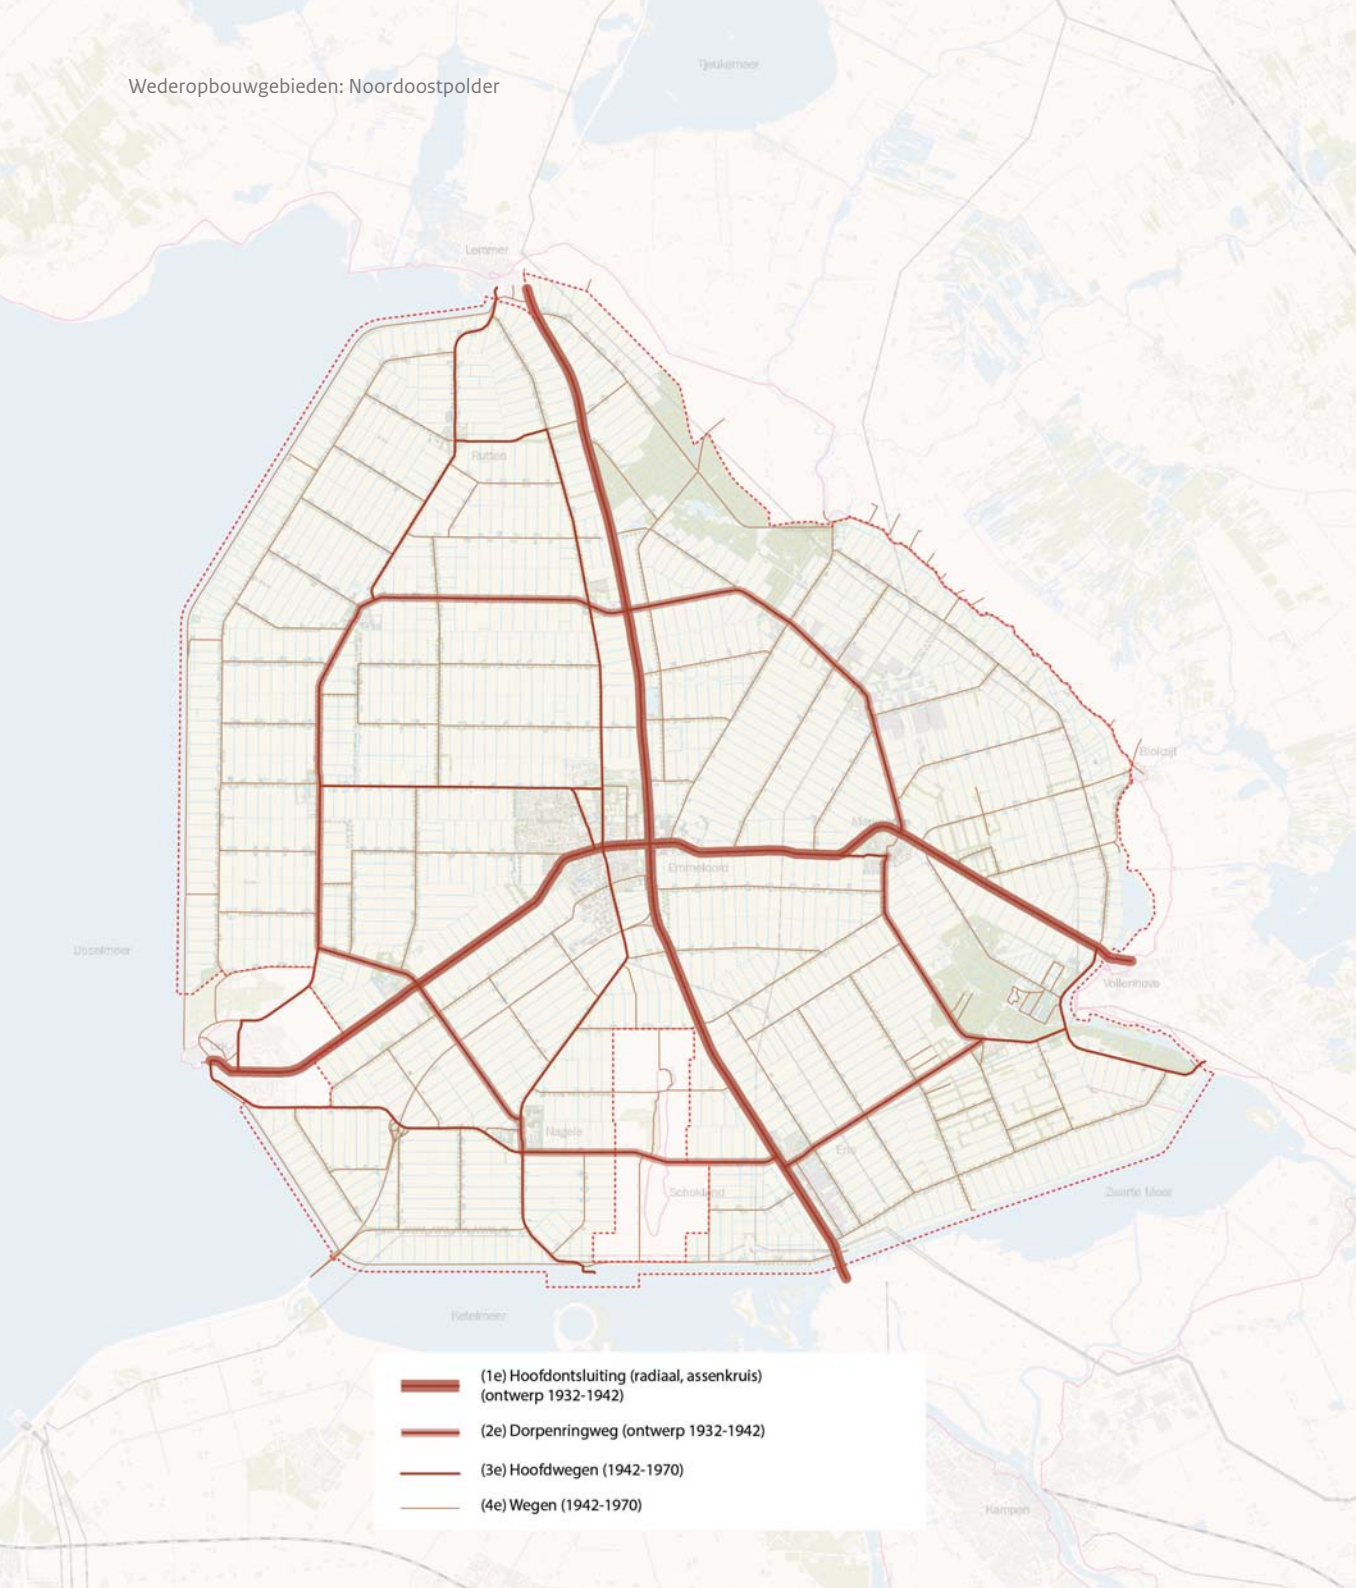 Tjeukemeer
Wederopbouwgebieden: Noordoostpolder
Lemmer
Rutten
Blokzijl
Emmeloord
IJsselmeer
Vollenhove
Nagele
Ens
Schokland
Zwarte Meer
Ketelmeer
(1e) Hoofdontsluiting (radiaal, assenkruis)
(ontwerp 1932-1942)
(2e) Dorpenringweg (ontwerp 1932-1942)
(3e) Hoofdwegen (1942-1970)
(4e) Wegen (1942-1970)
Kampen